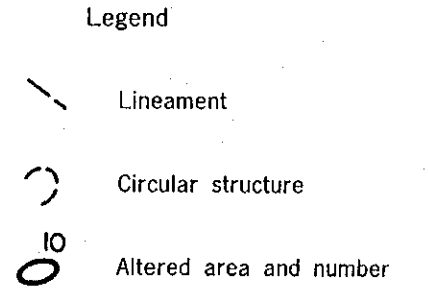 Legend
Lineament
Circular structure
10
Altered area and number